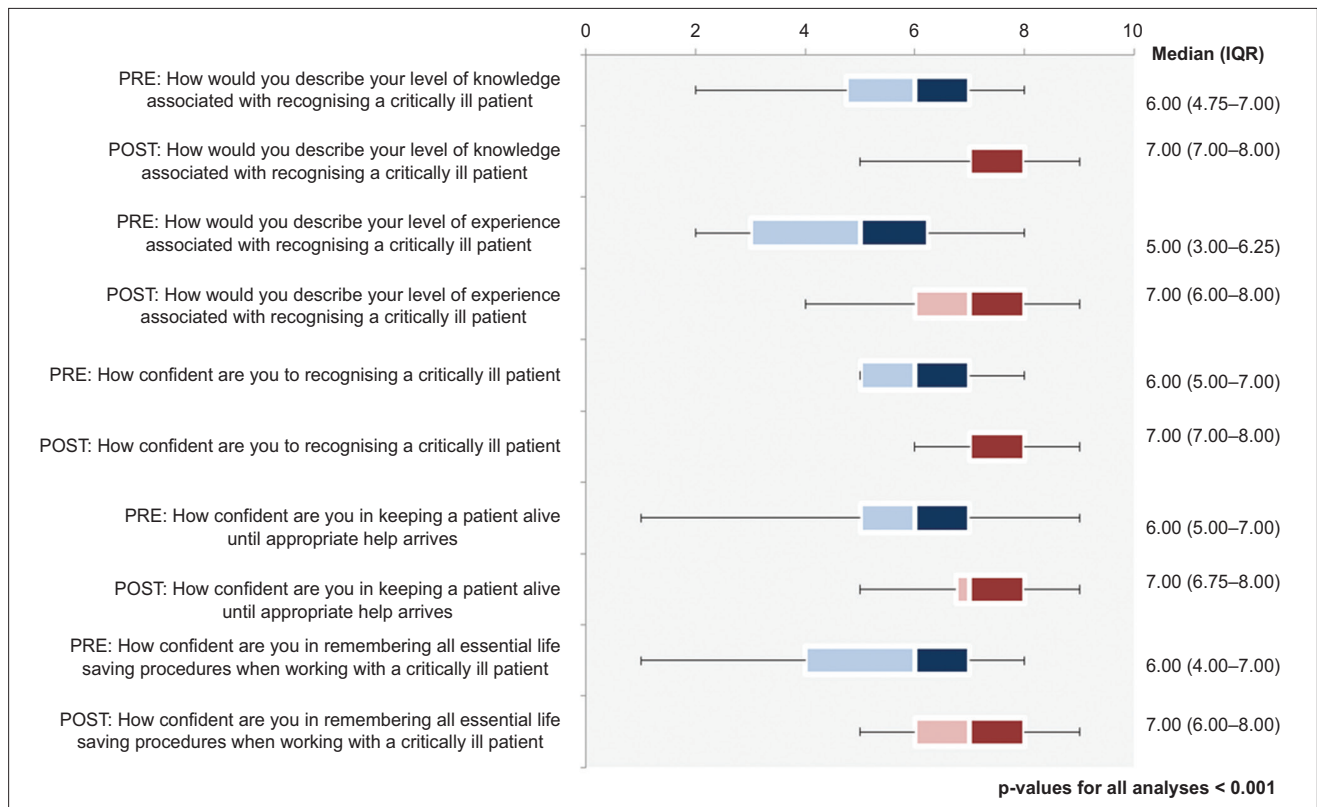 0 2 4 6 8 10
Median (IQR)
PRE: How would you describe your level of knowledge
associated with recognising a critically ill patient
6.00 (4.75–7.00)
POST: How would you describe your level of knowledge
associated with recognising a critically ill patient
7.00 (7.00–8.00)
PRE: How would you describe your level of experience
associated with recognising a critically ill patient
5.00 (3.00–6.25)
POST: How would you describe your level of experience
associated with recognising a critically ill patient
7.00 (6.00–8.00)
PRE: How confident are you to recognising a critically ill patient
6.00 (5.00–7.00)
POST: How confident are you to recognising a critically ill patient
7.00 (7.00–8.00)
PRE: How confident are you in keeping a patient alive
until appropriate help arrives
6.00 (5.00–7.00)
POST: How confident are you in keeping a patient alive
until appropriate help arrives
7.00 (6.75–8.00)
PRE: How confident are you in remembering all essential life
saving procedures when working with a critically ill patient
6.00 (4.00–7.00)
POST: How confident are you in remembering all essential life
saving procedures when working with a critically ill patient
7.00 (6.00–8.00)
p-values for all analyses < 0.001